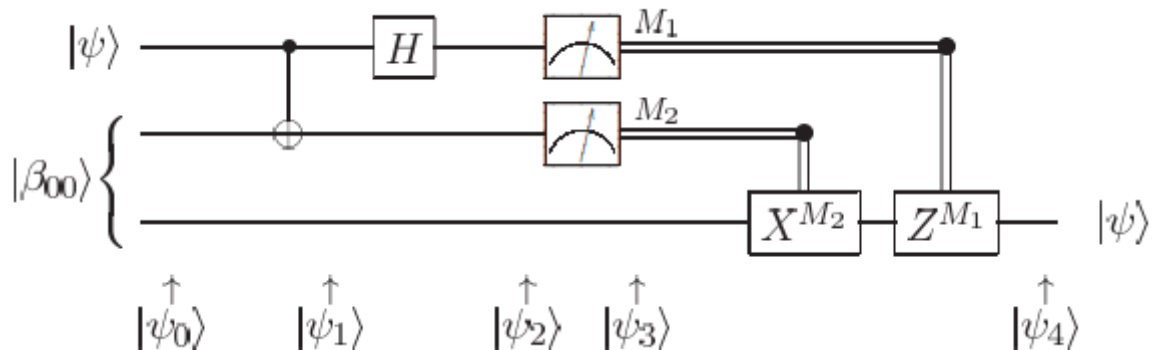 |ψ⟩ H M₁
M₂
|β₀₀⟩
X^{M₂} Z^{M₁} |ψ⟩
↑ ↑ ↑ ↑ ↑
|ψ₀⟩ |ψ₁⟩ |ψ₂⟩ |ψ₃⟩ |ψ₄⟩